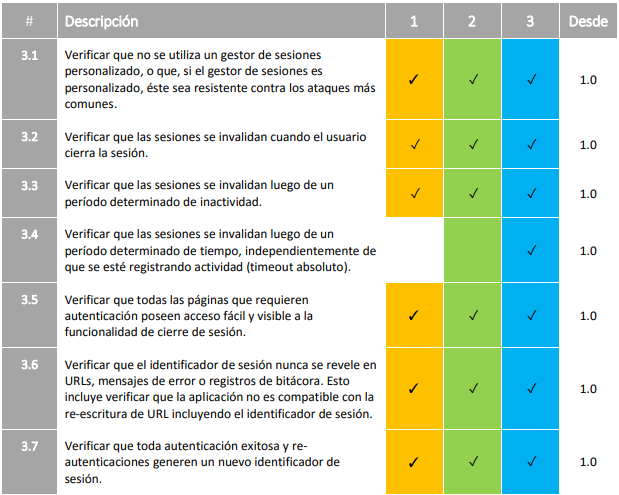 # Descripción 1 2 3 Desde
3.1 Verificar que no se utiliza un gestor de sesiones
personalizado, o que, si el gestor de sesiones es
personalizado, éste sea resistente contra los ataques más
comunes.
✓ ✓ ✓ 1.0
3.2 Verificar que las sesiones se invalidan cuando el usuario
cierra la sesión.
✓ ✓ ✓ 1.0
3.3 Verificar que las sesiones se invalidan luego de un
período determinado de inactividad.
✓ ✓ ✓ 1.0
3.4 Verificar que las sesiones se invalidan luego de un
período determinado de tiempo, independientemente de
que se esté registrando actividad (timeout absoluto).
✓ 1.0
3.5 Verificar que todas las páginas que requieren
autenticación poseen acceso fácil y visible a la
funcionalidad de cierre de sesión.
✓ ✓ ✓ 1.0
3.6 Verificar que el identificador de sesión nunca se revele en
URLs, mensajes de error o registros de bitácora. Esto
incluye verificar que la aplicación no es compatible con la
re-escritura de URL incluyendo el identificador de sesión.
✓ ✓ ✓ 1.0
3.7 Verificar que toda autenticación exitosa y re-
autenticaciones generen un nuevo identificador de
sesión.
✓ ✓ ✓ 1.0